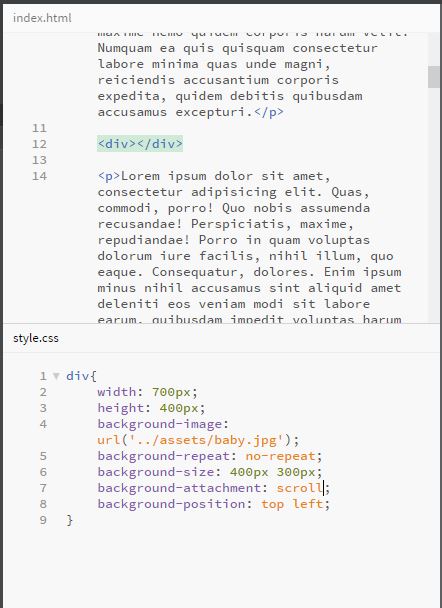 index.html
maxime nemo quidem corporis harum velit.
Numquam ea quis quisquam consectetur
labore minima quas unde magni,
reiciendis accusantium corporis
expedita, quidem debitis quibusdam
accusamus excepturi.</p>
11
12 <div></div>
13
14 <p>Lorem ipsum dolor sit amet,
consectetur adipisicing elit. Quas,
commodi, porro! Quo nobis assumenda
recusandae! Perspiciatis, maxime,
repudiandae! Porro in quam voluptas
dolorum iure facilis, nihil illum, quo
eaque. Consequatur, dolores. Enim ipsum
minus nihil accusamus sint aliquid amet
deleniti eos veniam modi sit labore
earum, quibusdam impedit voluptas harum
style.css
1 div{
2 width: 700px;
3 height: 400px;
4 background-image:
url('../assets/baby.jpg');
5 background-repeat: no-repeat;
6 background-size: 400px 300px;
7 background-attachment: scroll;
8 background-position: top left;
9 }